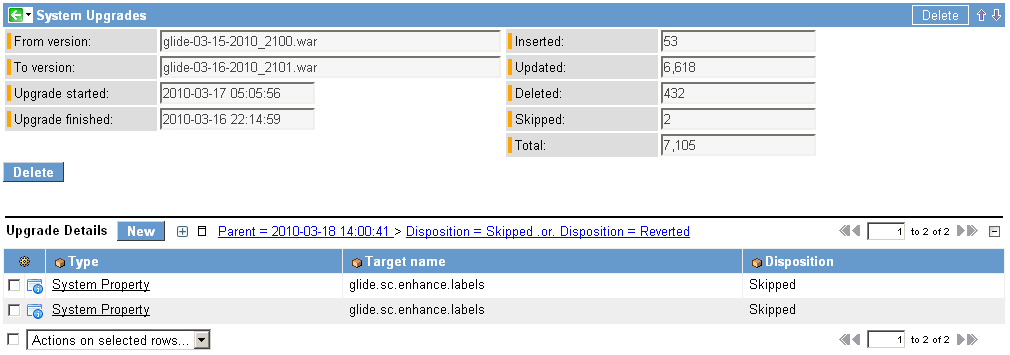 System Upgrades Delete
From version: glide-03-15-2010_2100.war Inserted: 53
To version: glide-03-16-2010_2101.war Updated: 6,618
Upgrade started: 2010-03-17 05:05:56 Deleted: 432
Upgrade finished: 2010-03-16 22:14:59 Skipped: 2
Total: 7,105
Delete
Upgrade Details New Parent = 2010-03-18 14:00:41 > Disposition = Skipped .or. Disposition = Reverted 1 to 2 of 2
Type Target name Disposition
System Property glide.sc.enhance.labels Skipped
System Property glide.sc.enhance.labels Skipped
Actions on selected rows... 1 to 2 of 2